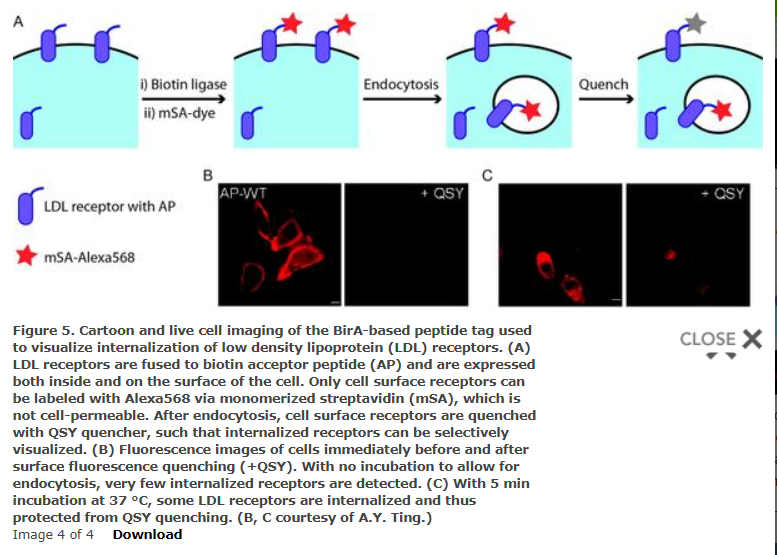 A
i) Biotin ligase
ii) mSA-dye
Endocytosis
Quench
LDL receptor with AP
mSA-Alexa568
B
AP-WT
+ QSY
C
+ QSY
Figure 5. Cartoon and live cell imaging of the BirA-based peptide tag used
to visualize internalization of low density lipoprotein (LDL) receptors. (A)
LDL receptors are fused to biotin acceptor peptide (AP) and are expressed
both inside and on the surface of the cell. Only cell surface receptors can
be labeled with Alexa568 via monomerized streptavidin (mSA), which is
not cell-permeable. After endocytosis, cell surface receptors are quenched
with QSY quencher, such that internalized receptors can be selectively
visualized. (B) Fluorescence images of cells immediately before and after
surface fluorescence quenching (+QSY). With no incubation to allow for
endocytosis, very few internalized receptors are detected. (C) With 5 min
incubation at 37 °C, some LDL receptors are internalized and thus
protected from QSY quenching. (B, C courtesy of A.Y. Ting.)
Image 4 of 4 Download
CLOSE X